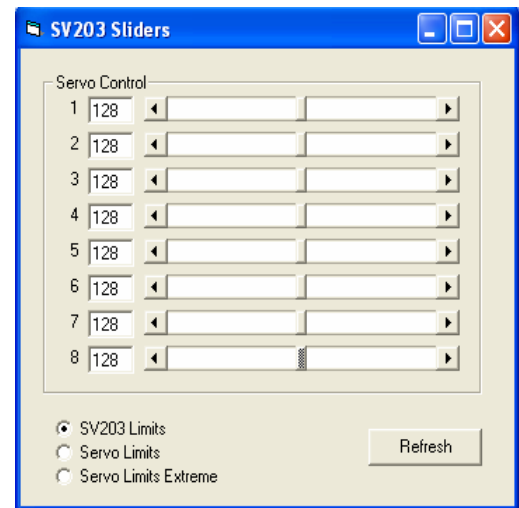 SV203 Sliders
Servo Control
1 128
2 128
3 128
4 128
5 128
6 128
7 128
8 128
SV203 Limits
Servo Limits
Servo Limits Extreme
Refresh